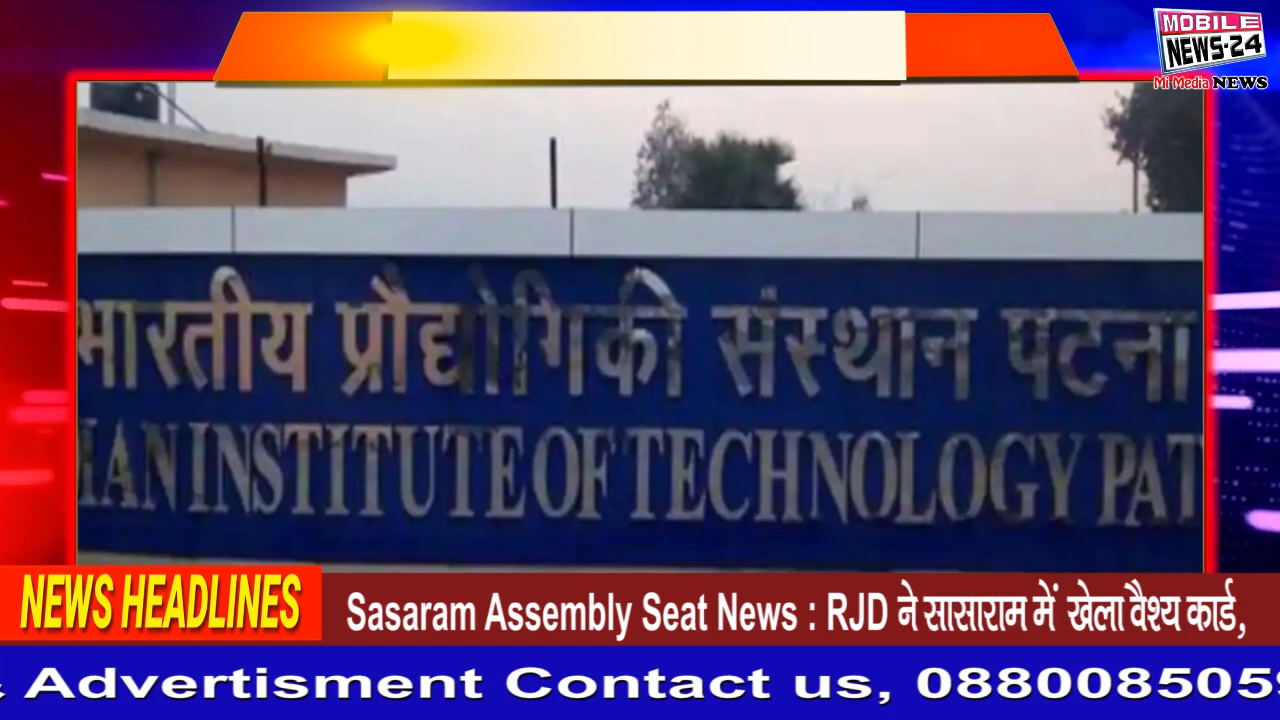 MOBILE
NEWS-24
Mi Media NEWS
भारतीय प्रौद्योगिकी संस्थान पटना
IAN INSTITUTE OF TECHNOLOGY PAT
NEWS HEADLINES
Sasaram Assembly Seat News : RJD ने सासाराम में खेला वैश्य कार्ड,
& Advertisment Contact us, 0880085059